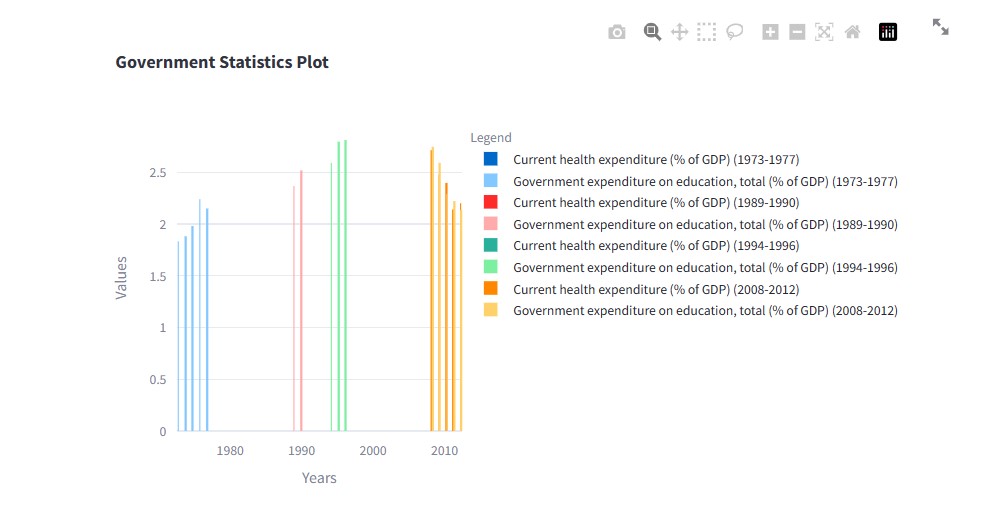 Government Statistics Plot
Legend
Current health expenditure (% of GDP) (1973-1977)
Government expenditure on education, total (% of GDP) (1973-1977)
Current health expenditure (% of GDP) (1989-1990)
Government expenditure on education, total (% of GDP) (1989-1990)
Current health expenditure (% of GDP) (1994-1996)
Government expenditure on education, total (% of GDP) (1994-1996)
Current health expenditure (% of GDP) (2008-2012)
Government expenditure on education, total (% of GDP) (2008-2012)
2.5
2
1.5
1
0.5
0
Values
1980 1990 2000 2010
Years